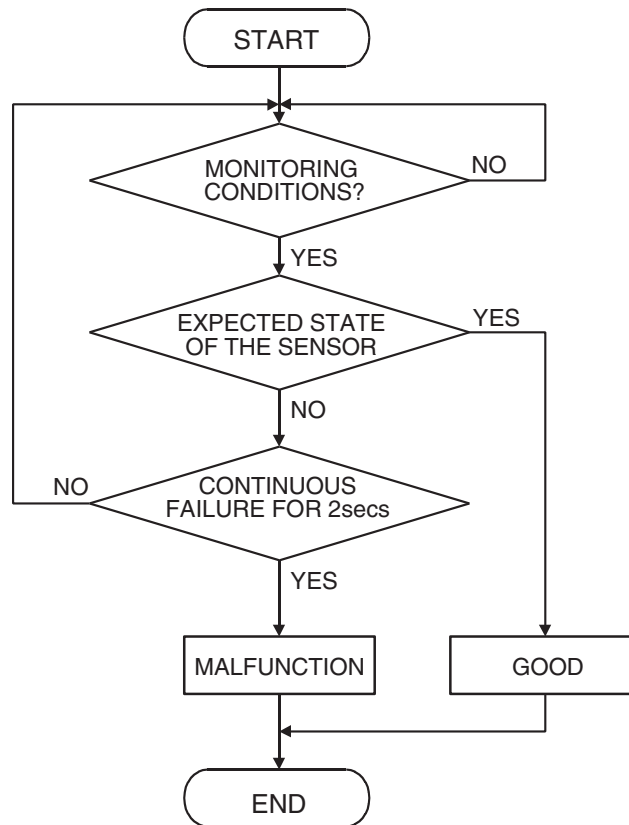 START
MONITORING
CONDITIONS?
NO
YES
EXPECTED STATE
OF THE SENSOR
YES
NO
CONTINUOUS
FAILURE FOR 2secs
NO
YES
MALFUNCTION
GOOD
END